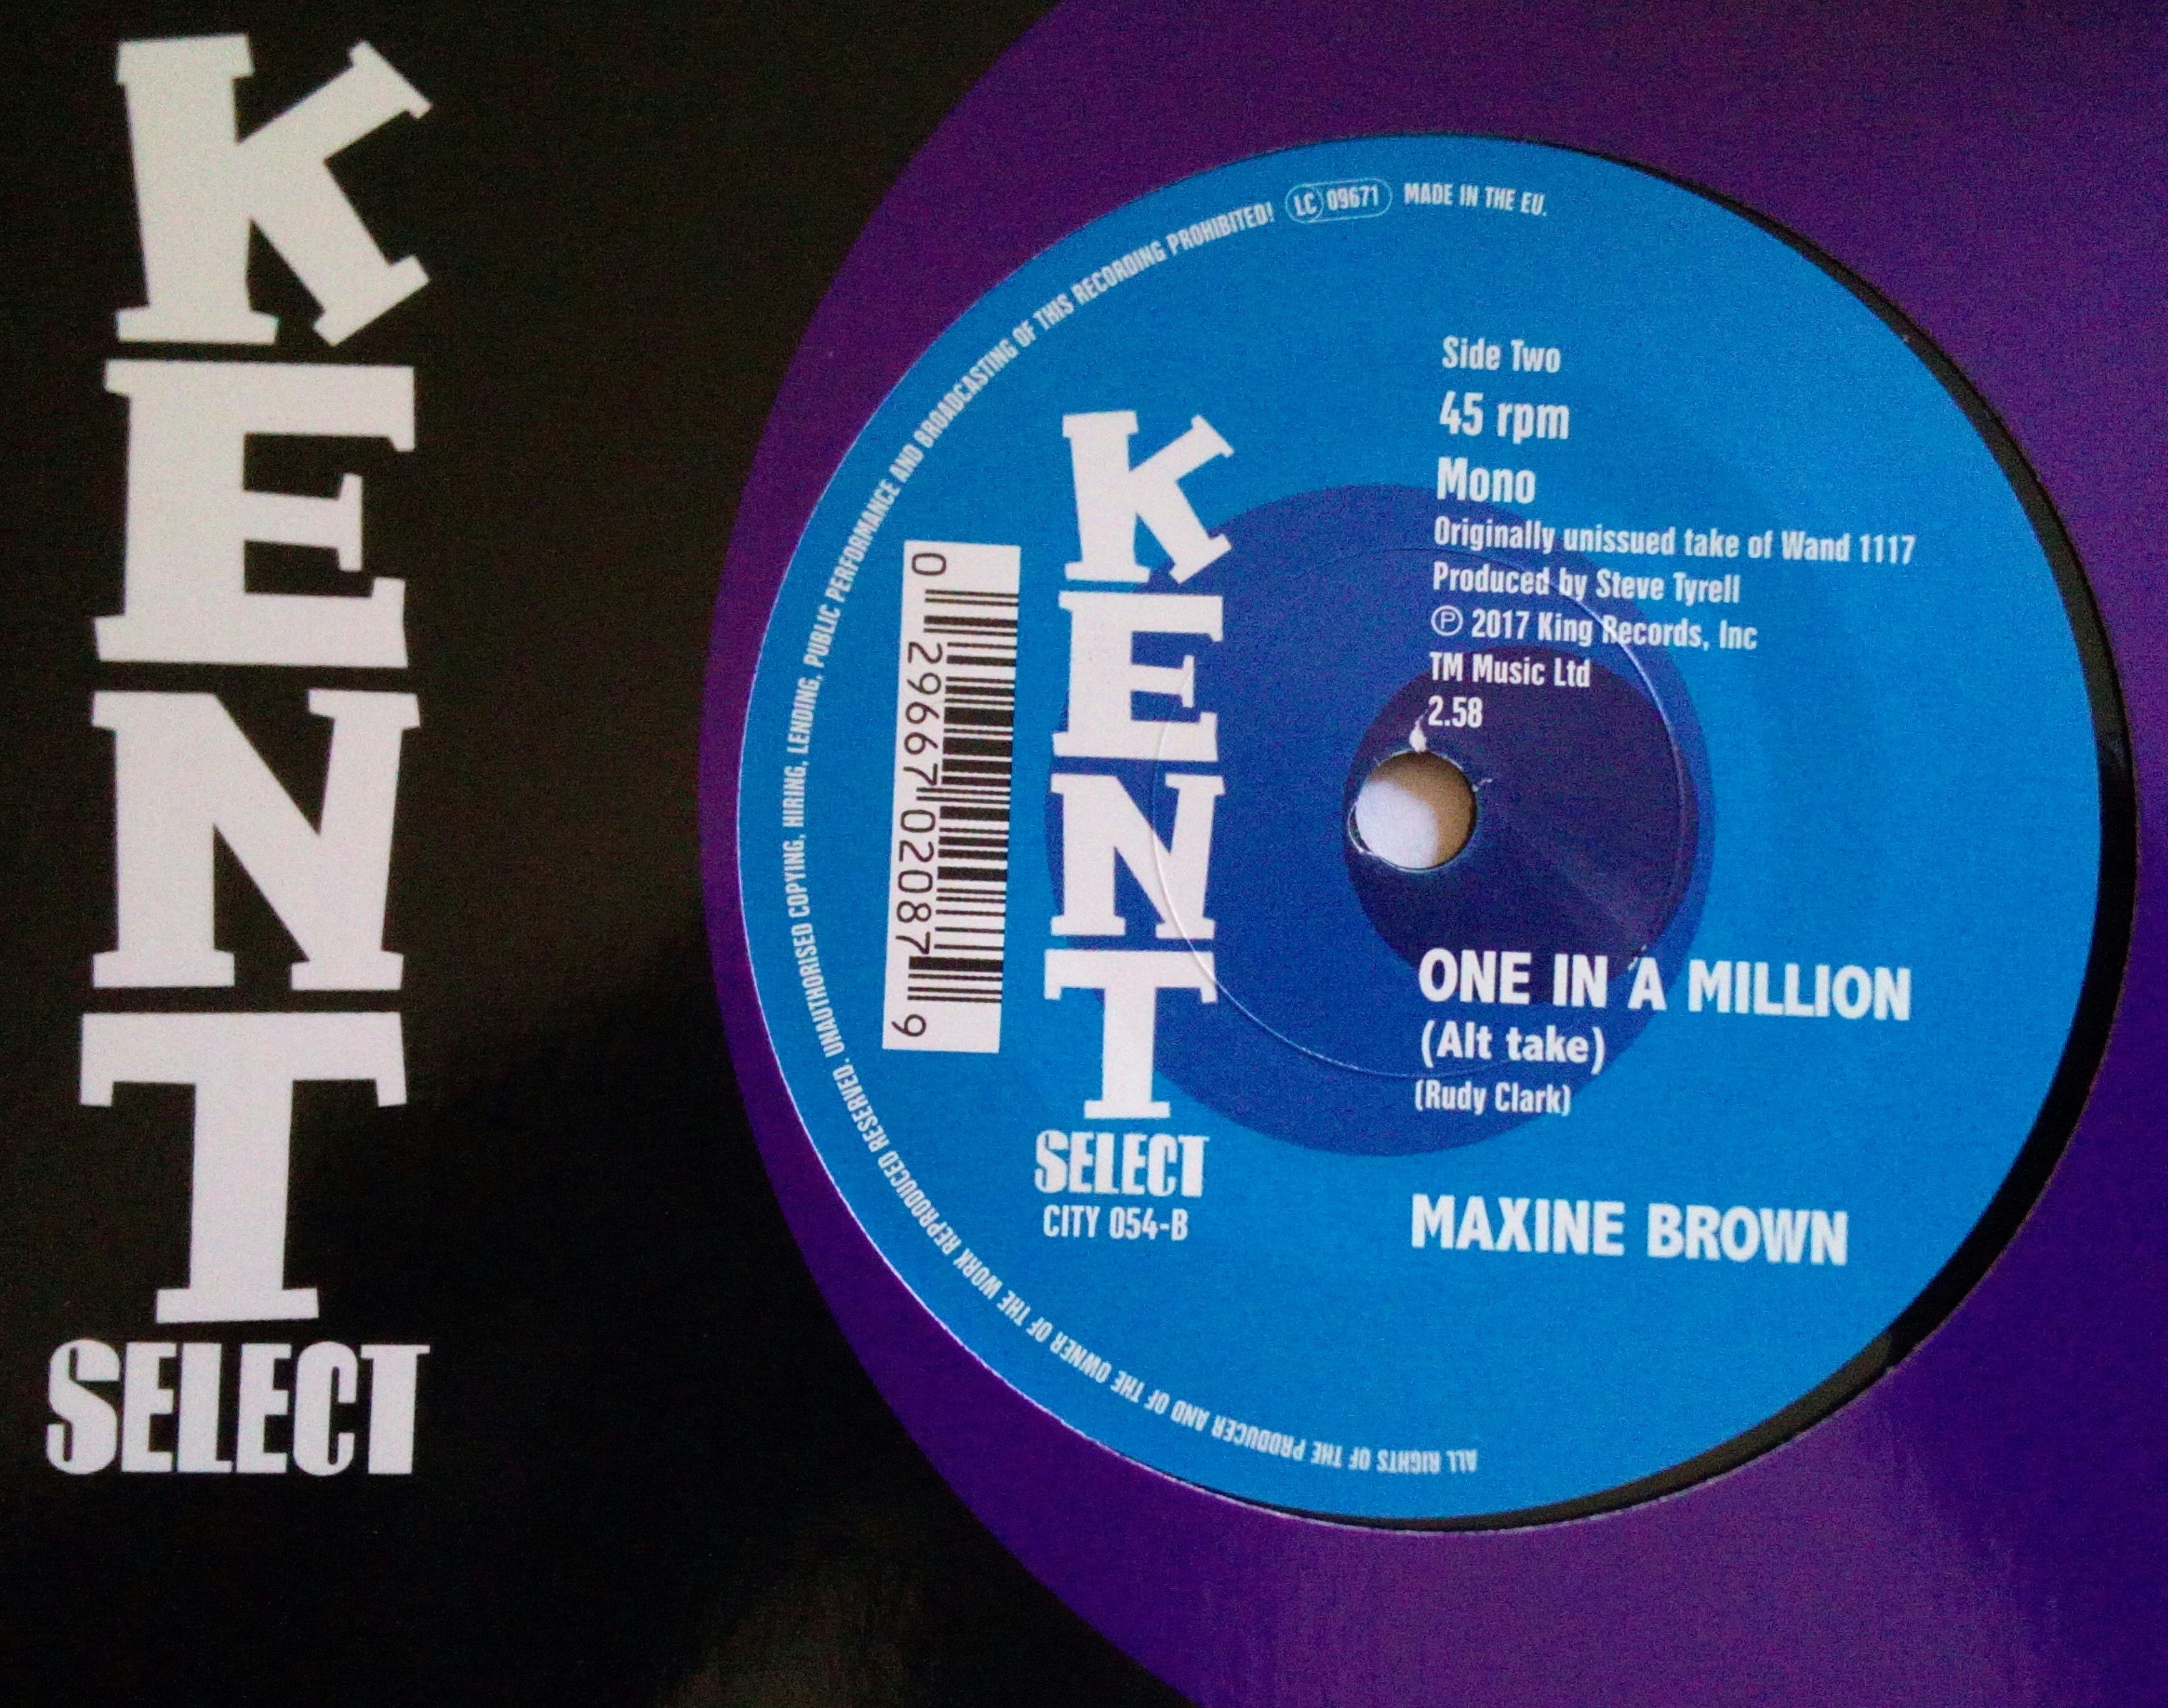 KENT
SELECT
ALL RIGHTS OF THE PRODUCER AND OF THE OWNER OF THE WORK REPRODUCED RESERVED. UNAUTHORISED COPYING, HIRING, LENDING, PUBLIC PERFORMANCE AND BROADCASTING OF THIS RECORDING PROHIBITED! LC 09671 MADE IN THE EU.
0 29667 02087 9
KENT
SELECT
CITY 054-B
Side Two
45 rpm
Mono
Originally unissued take of Wand 1117
Produced by Steve Tyrell
℗ 2017 King Records, Inc
TM Music Ltd
2.58
ONE IN A MILLION
(Alt take)
(Rudy Clark)
MAXINE BROWN